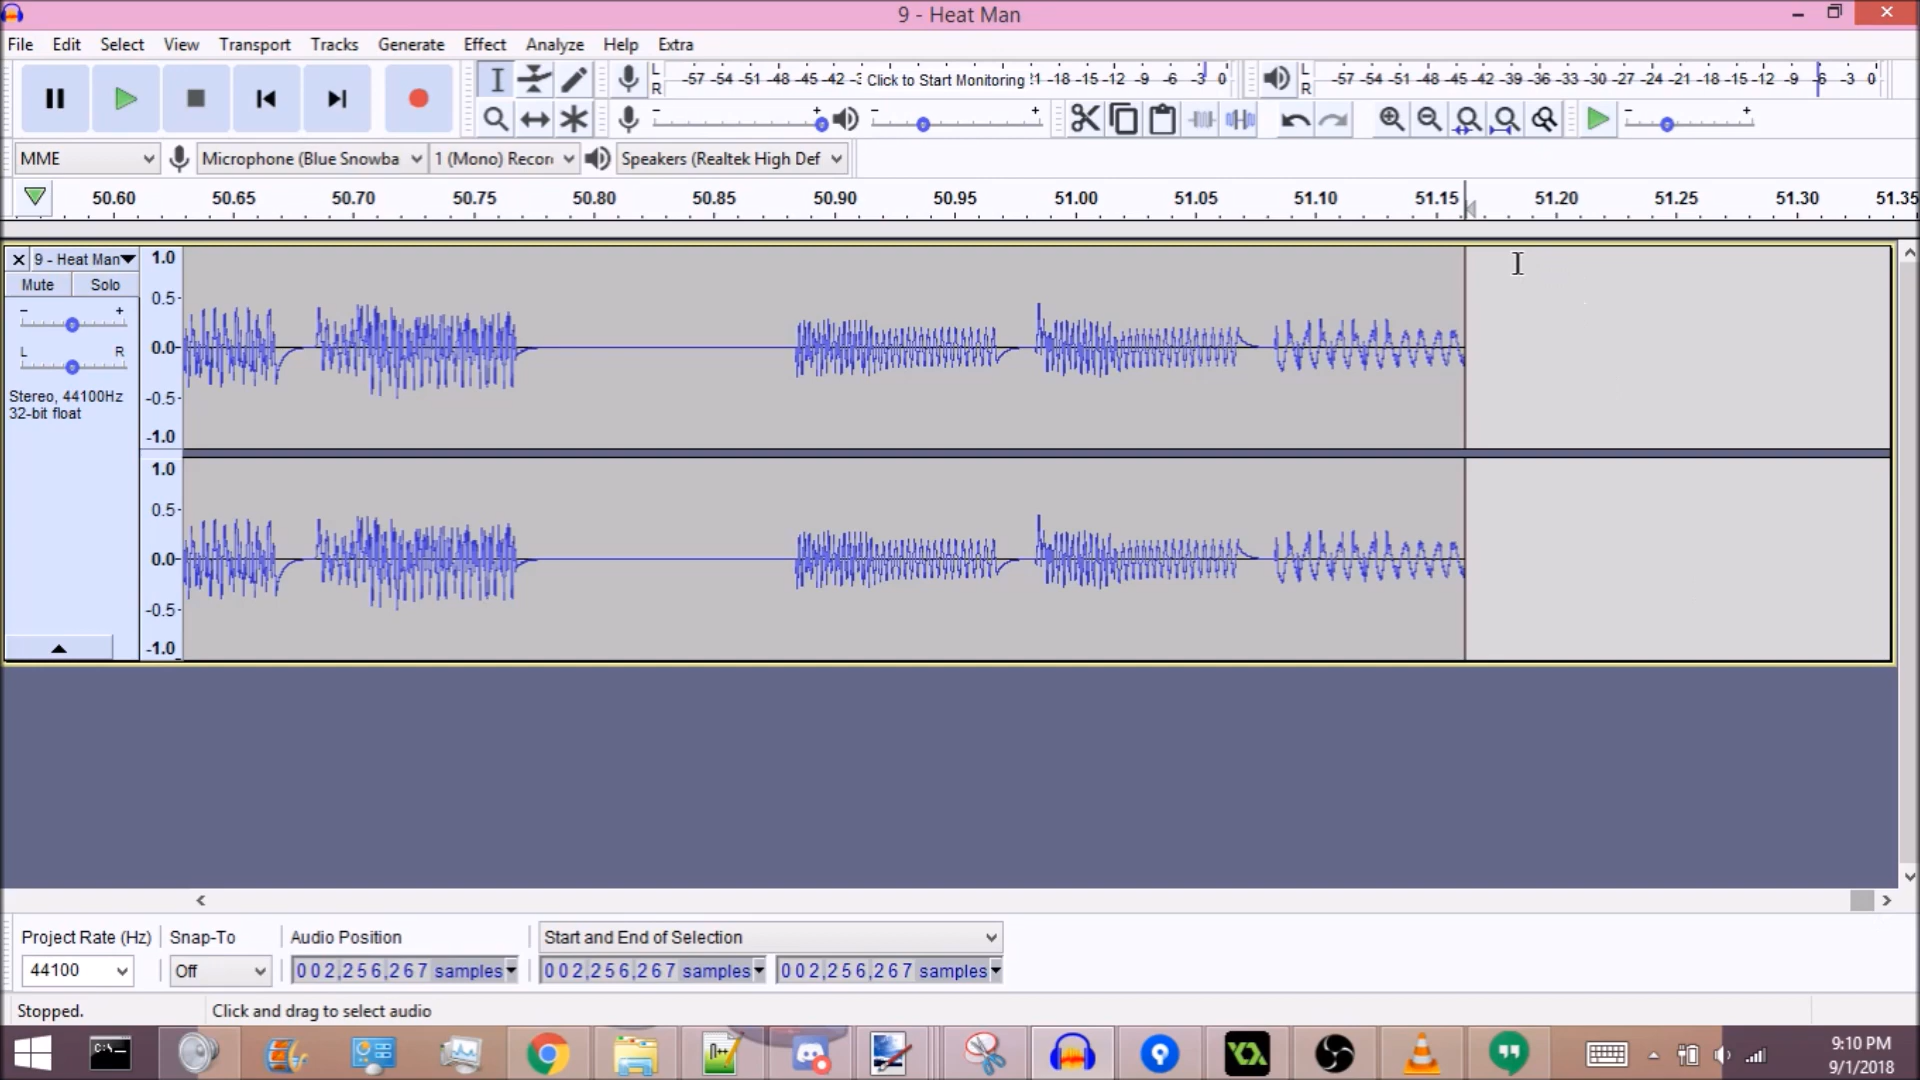 9 - Heat Man
File Edit Select View Transport Tracks Generate Effect Analyze Help Extra
L -57 -54 -51 -48 -45 -42 Click to Start Monitoring -18 -15 -12 -9 -6 -3 0
R
L -57 -54 -51 -48 -45 -42 -39 -36 -33 -30 -27 -24 -21 -18 -15 -12 -9 -6 -3 0
R
MME Microphone (Blue Snowba 1 (Mono) Recor Speakers (Realtek High Def
50.60 50.65 50.70 50.75 50.80 50.85 50.90 50.95 51.00 51.05 51.10 51.15 51.20 51.25 51.30 51.35
9 - Heat Man
Mute Solo
- +
L R
Stereo, 44100Hz
32-bit float
1.0
0.5
0.0
-0.5
-1.0
1.0
0.5
0.0
-0.5
-1.0
Project Rate (Hz) Snap-To Audio Position Start and End of Selection
44100 Off 002,256,267 samples 002,256,267 samples 002,256,267 samples
Stopped. Click and drag to select audio
C:\_
n++
9:10 PM
9/1/2018